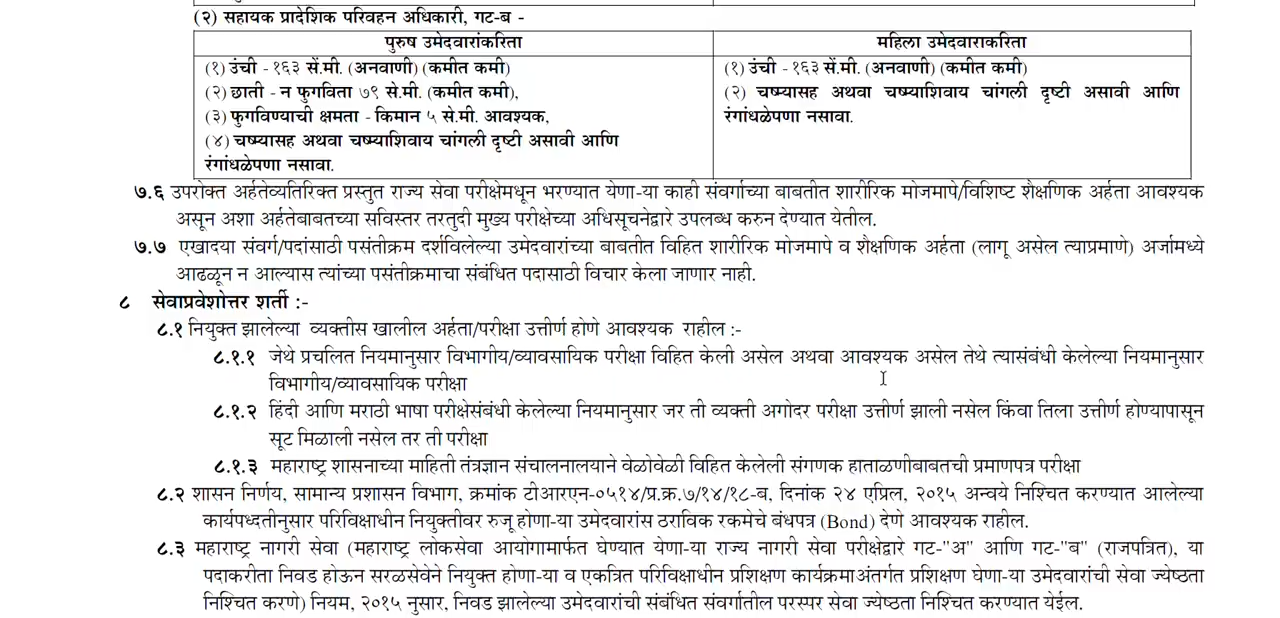 (२) सहायक प्रादेशिक परिवहन अधिकारी, गट-ब -
पुरुष उमेदवारांकरिता
(१) उंची - १६३ सें.मी. (अनवाणी) (कमीत कमी)
(२) छाती - न फुगविता ७९ से.मी. (कमीत कमी),
(३) फुगविण्याची क्षमता - किमान ५ से.मी. आवश्यक,
(४) चष्म्यासह अथवा चष्म्याशिवाय चांगली दृष्टी असावी आणि
रंगांधळेपणा नसावा.
महिला उमेदवाराकरिता
(१) उंची - १६३ सें.मी. (अनवाणी) (कमीत कमी)
(२) चष्म्यासह अथवा चष्म्याशिवाय चांगली दृष्टी असावी आणि
रंगांधळेपणा नसावा.
७.६ उपरोक्त अर्हतेव्यतिरिक्त प्रस्तुत राज्य सेवा परीक्षेमधून भरण्यात येणा-या काही संवर्गाच्या बाबतीत शारीरिक मोजमापे/विशिष्ट शैक्षणिक अर्हता आवश्यक
असून अशा अर्हतेबाबतच्या सविस्तर तरतुदी मुख्य परीक्षेच्या अधिसूचनेद्वारे उपलब्ध करुन देण्यात येतील.
७.७ एखादया संवर्ग/पदांसाठी पसंतीक्रम दर्शविलेल्या उमेदवारांच्या बाबतीत विहित शारीरिक मोजमापे व शैक्षणिक अर्हता (लागू असेल त्याप्रमाणे) अर्जामध्ये
आढळून न आल्यास त्यांच्या पसंतीक्रमाचा संबंधित पदासाठी विचार केला जाणार नाही.
८ सेवाप्रवेशोत्तर शर्ती :-
८.१ नियुक्त झालेल्या व्यक्तीस खालील अर्हता/परीक्षा उत्तीर्ण होणे आवश्यक राहील :-
८.१.१ जेथे प्रचलित नियमानुसार विभागीय/व्यावसायिक परीक्षा विहित केली असेल अथवा आवश्यक असेल तेथे त्यासंबंधी केलेल्या नियमानुसार
विभागीय/व्यावसायिक परीक्षा
८.१.२ हिंदी आणि मराठी भाषा परीक्षेसंबंधी केलेल्या नियमानुसार जर ती व्यक्ती अगोदर परीक्षा उत्तीर्ण झाली नसेल किंवा तिला उत्तीर्ण होण्यापासून
सूट मिळाली नसेल तर ती परीक्षा
८.१.३ महाराष्ट्र शासनाच्या माहिती तंत्रज्ञान संचालनालयाने वेळोवेळी विहित केलेली संगणक हाताळणीबाबतची प्रमाणपत्र परीक्षा
८.२ शासन निर्णय, सामान्य प्रशासन विभाग, क्रमांक टीआरएन-०५१४/प्र.क्र.७/१४/१८-ब, दिनांक २४ एप्रिल, २०१५ अन्वये निश्चित करण्यात आलेल्या
कार्यपध्दतीनुसार परिविक्षाधीन नियुक्तीवर रुजू होणा-या उमेदवारांस ठराविक रकमेचे बंधपत्र (Bond) देणे आवश्यक राहील.
८.३ महाराष्ट्र नागरी सेवा (महाराष्ट्र लोकसेवा आयोगामार्फत घेण्यात येणा-या राज्य नागरी सेवा परीक्षेद्वारे गट-"अ" आणि गट-"ब" (राजपत्रित), या
पदाकरीता निवड होऊन सरळसेवेने नियुक्त होणा-या व एकत्रित परिविक्षाधीन प्रशिक्षण कार्यक्रमाअंतर्गत प्रशिक्षण घेणा-या उमेदवारांची सेवा ज्येष्ठता
निश्चित करणे) नियम, २०१५ नुसार, निवड झालेल्या उमेदवारांची संबंधित संवर्गातील परस्पर सेवा ज्येष्ठता निश्चित करण्यात येईल.